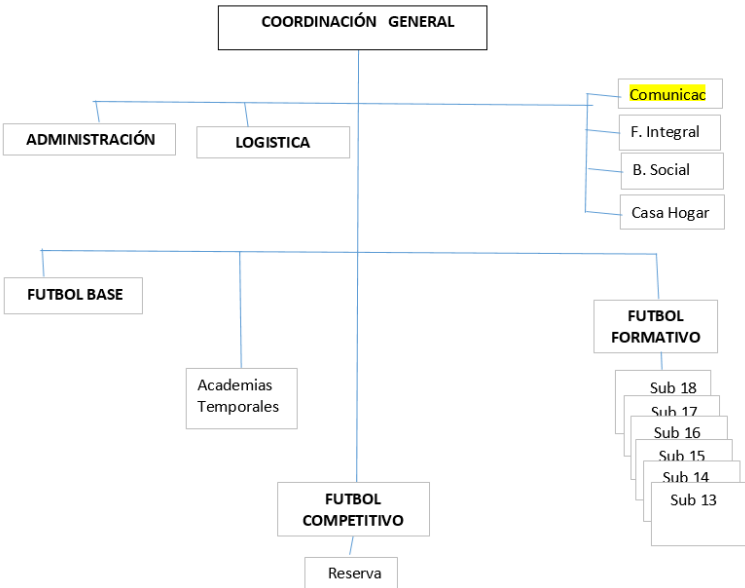 COORDINACIÓN GENERAL
Comunicac
ADMINISTRACIÓN
LOGISTICA
F. Integral
B. Social
Casa Hogar
FUTBOL BASE
FUTBOL
FORMATIVO
Academias
Temporales
Sub 18
Sub 17
Sub 16
Sub 15
Sub 14
Sub 13
FUTBOL
COMPETITIVO
Reserva